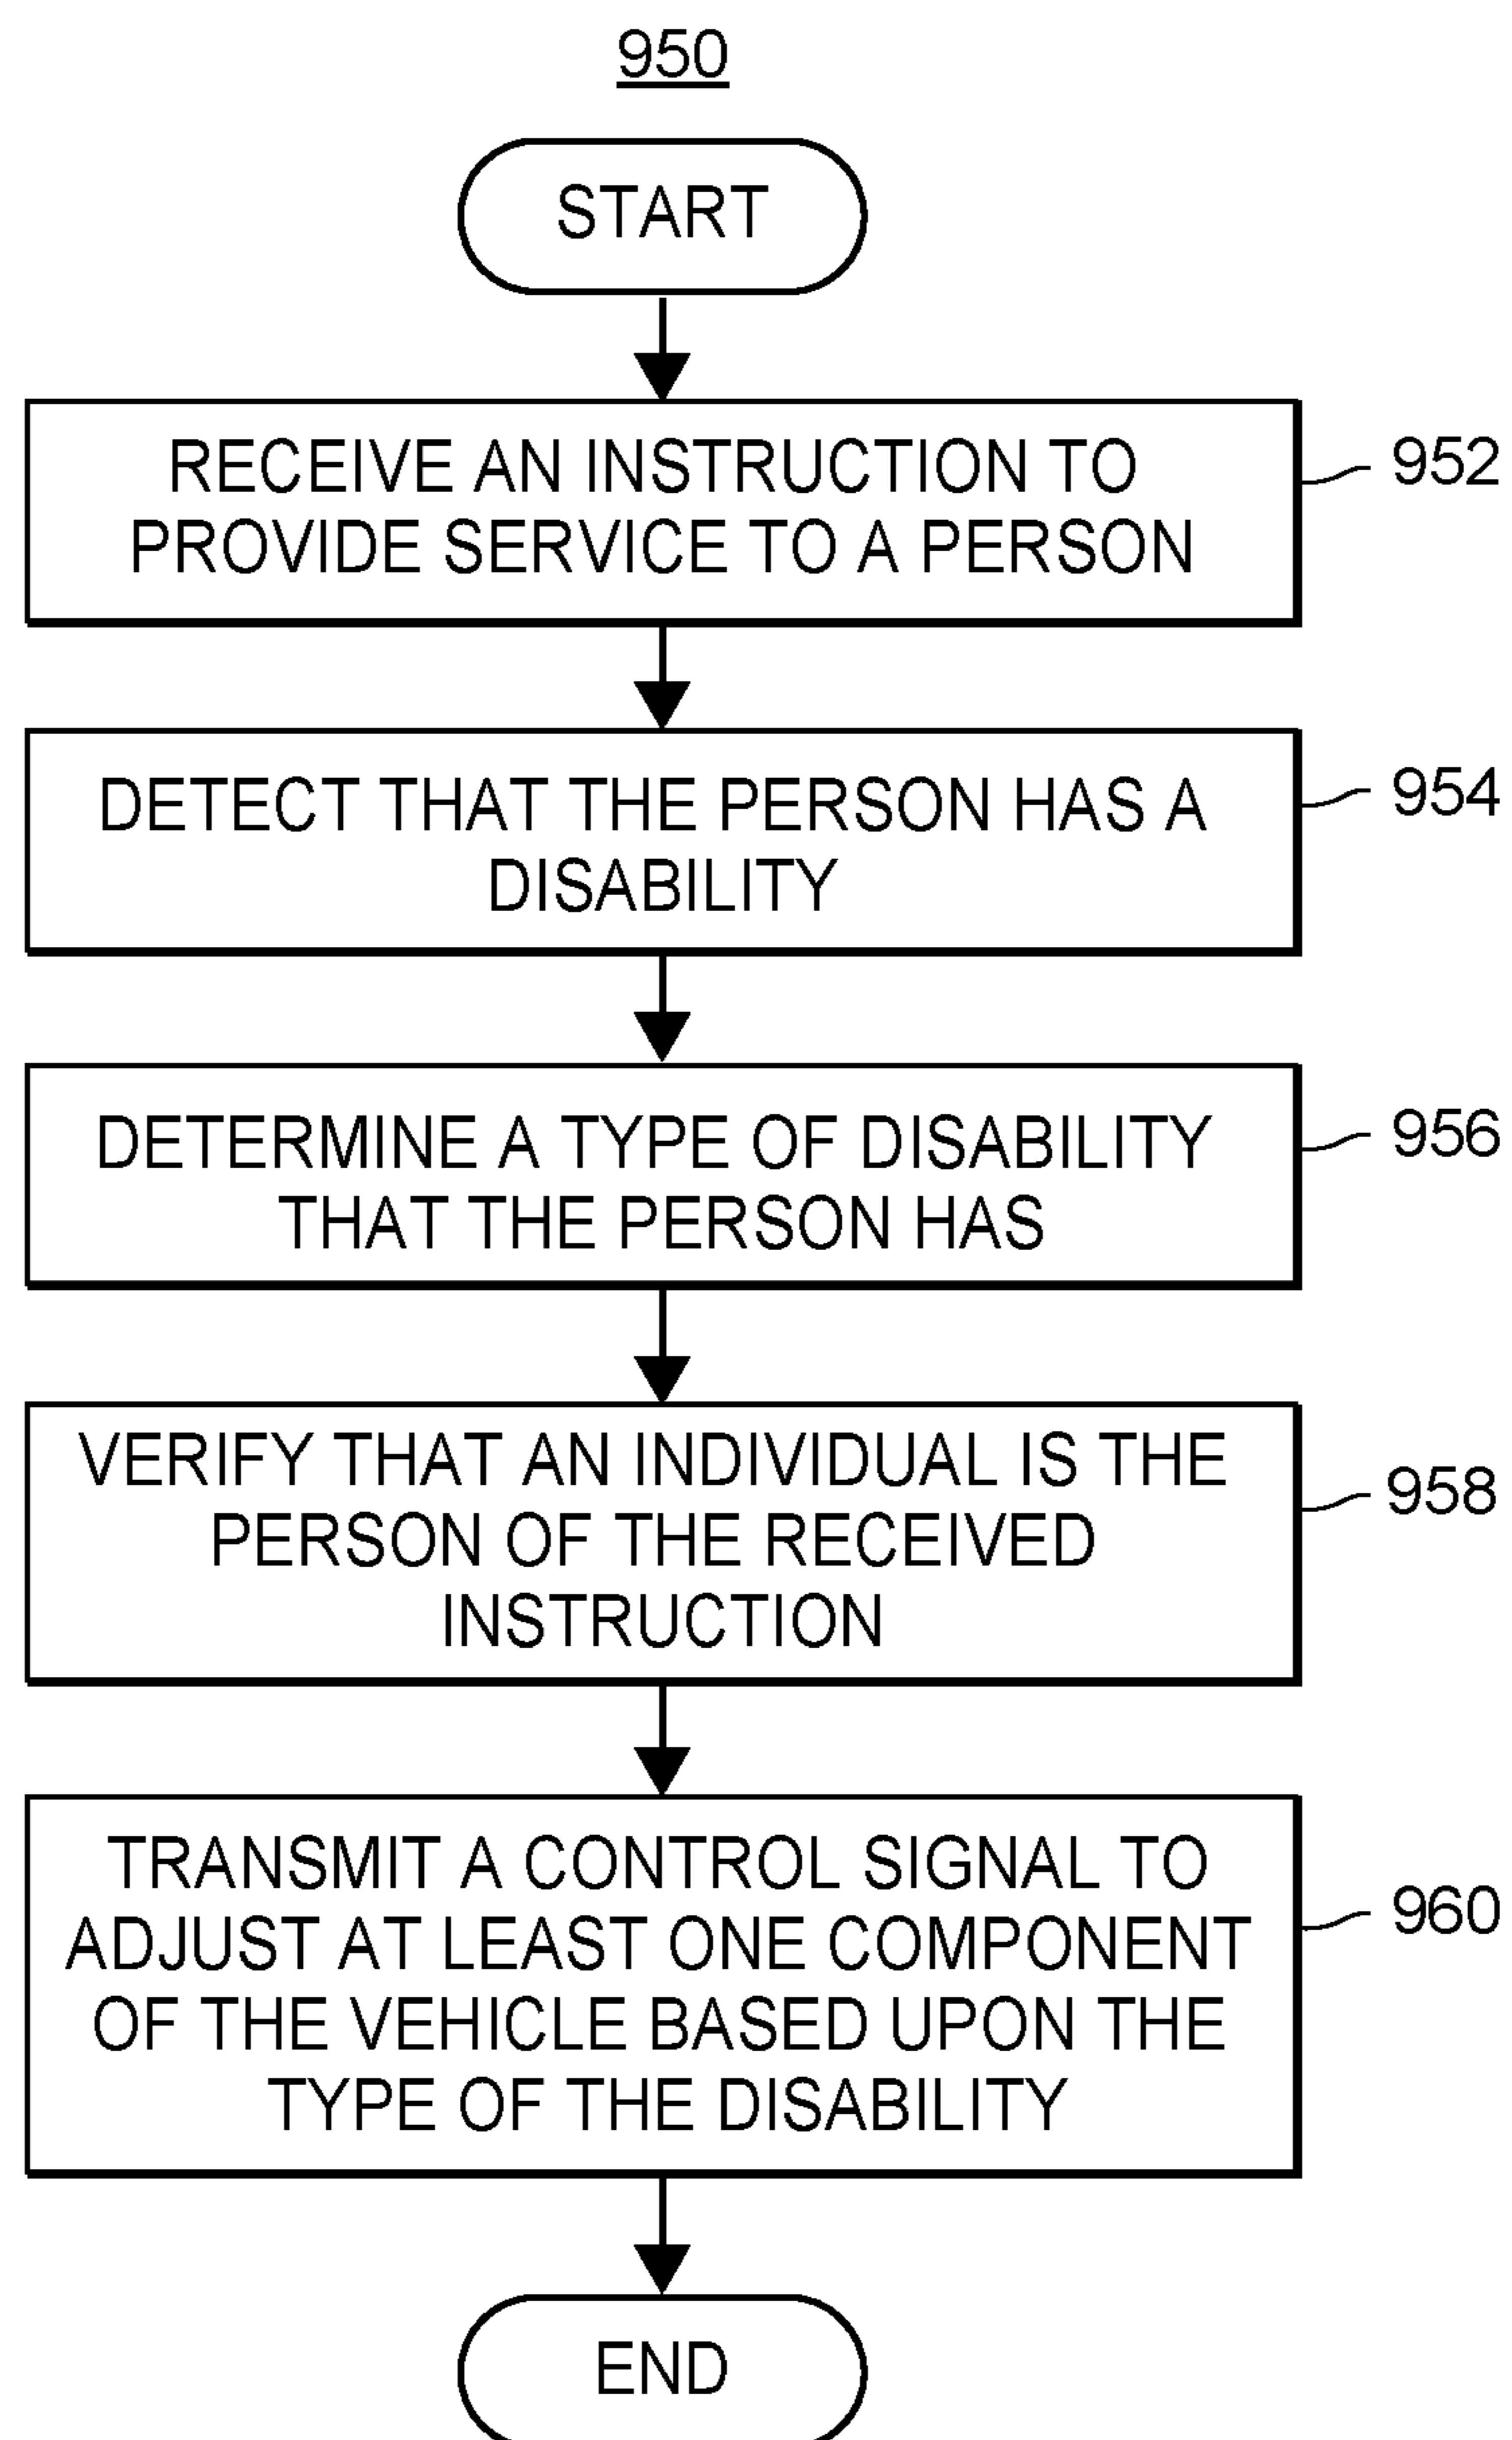 950
START
RECEIVE AN INSTRUCTION TO
PROVIDE SERVICE TO A PERSON
952
DETECT THAT THE PERSON HAS A
DISABILITY
954
DETERMINE A TYPE OF DISABILITY
THAT THE PERSON HAS
956
VERIFY THAT AN INDIVIDUAL IS THE
PERSON OF THE RECEIVED
INSTRUCTION
958
TRANSMIT A CONTROL SIGNAL TO
ADJUST AT LEAST ONE COMPONENT
OF THE VEHICLE BASED UPON THE
TYPE OF THE DISABILITY
960
END